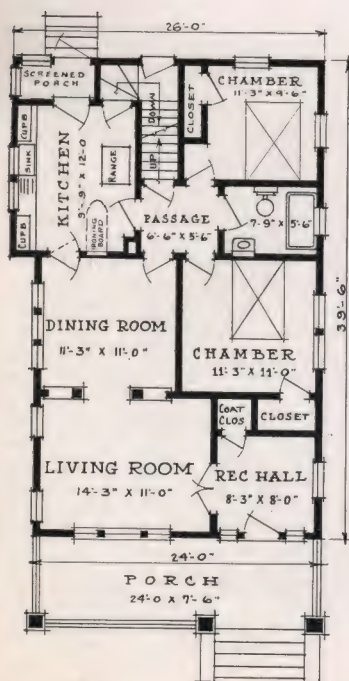 26'-0"
SCREENED
PORCH
CHAMBER
11'-3" X 9'-6"
CLOSET
DOWN
UP
CUPB
SINK
CUPB
KITCHEN
9'-9" X 12'-0
RANGE
IRONING
BOARD
PASSAGE
6'-6" X 5'-6"
7'-9" X 5'-6"
39'-6"
DINING ROOM
11'-3" X 11'-0"
CHAMBER
11'-3" X 11'-0"
COAT
CLOS
CLOSET
LIVING ROOM
14'-3" X 11'-0"
REC HALL
8'-3" X 8'-0"
24'-0"
PORCH
24'-0 X 7'-6"